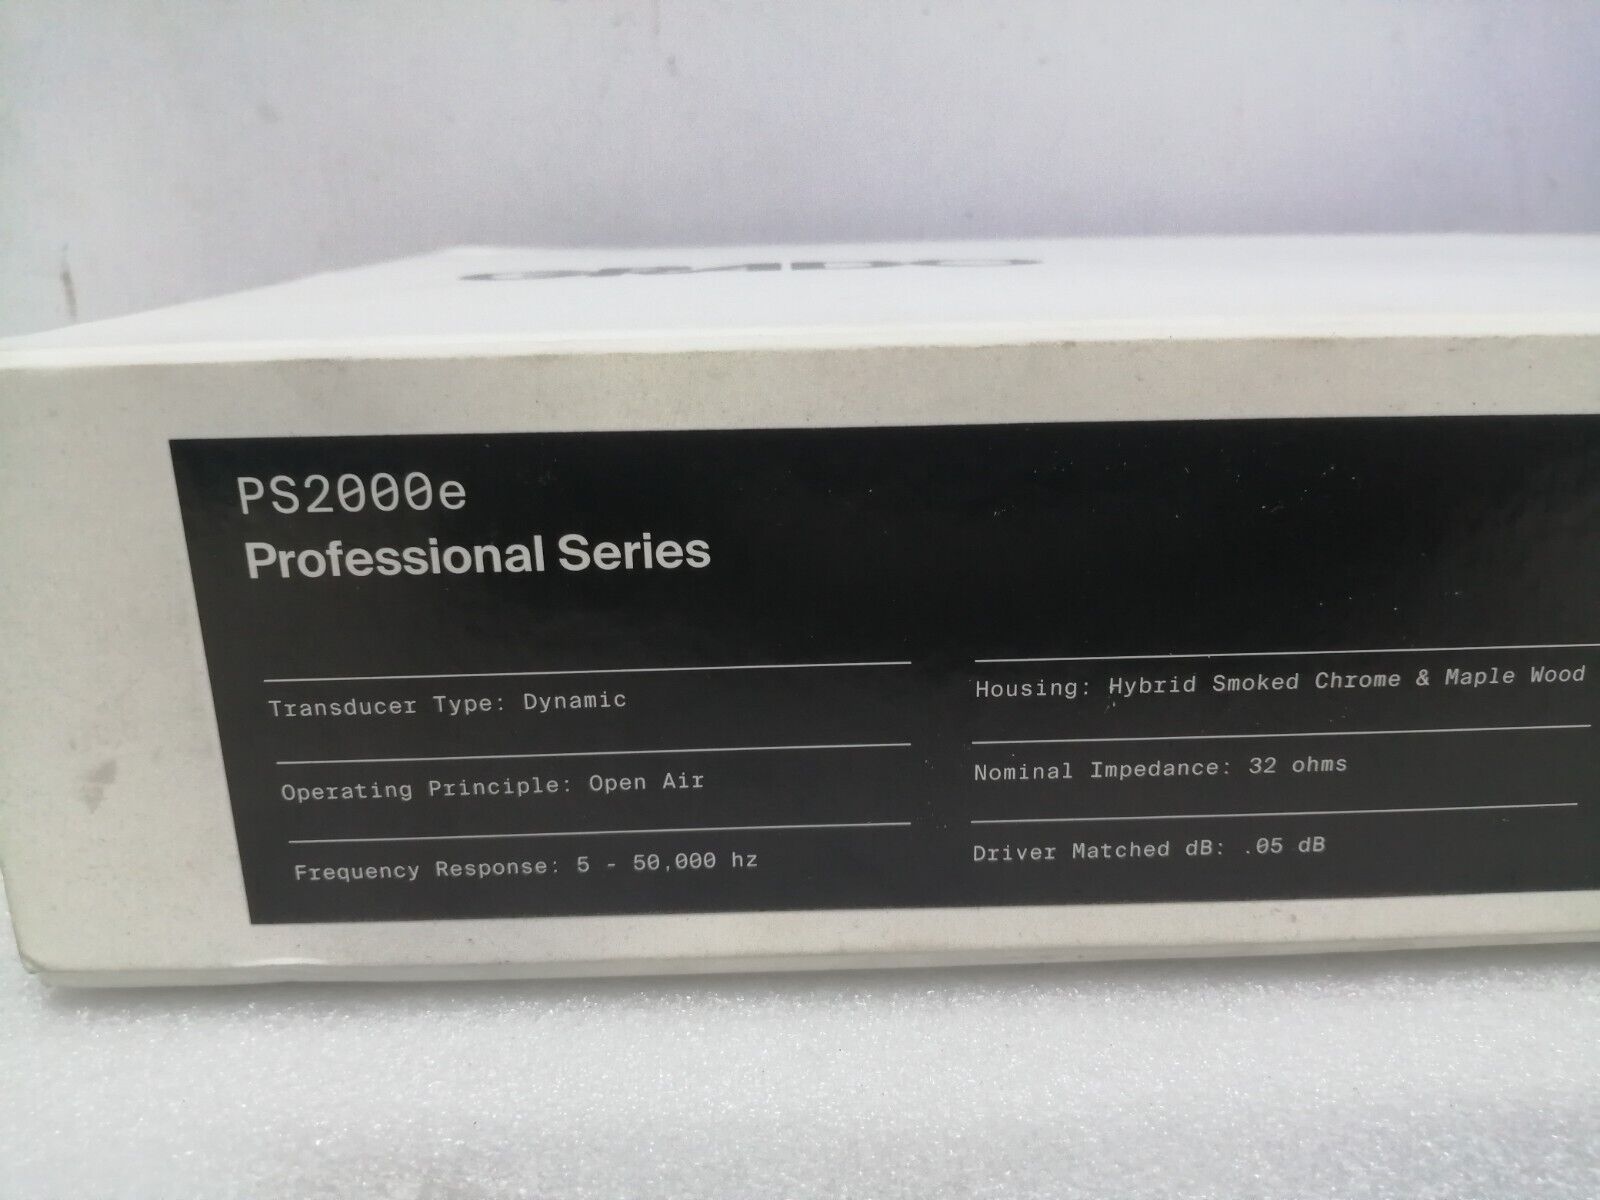 GRADO
PS2000e
Professional Series
Transducer Type: Dynamic
Operating Principle: Open Air
Frequency Response: 5 - 50,000 hz
Housing: Hybrid Smoked Chrome & Maple Wood
Nominal Impedance: 32 ohms
Driver Matched dB: .05 dB